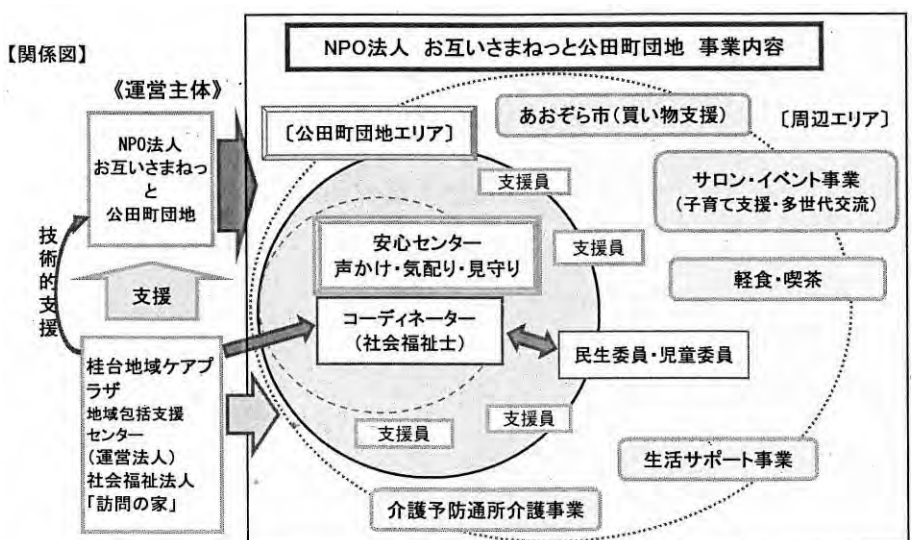 【関係図】
NPO法人 お互いさまねっと公田町団地 事業内容
《運営主体》
NPO法人
お互いさまねっ
と
公田町団地
技術的支援
支援
桂台地域ケアプ
ラザ
地域包括支援
センター
(運営法人)
社会福祉法人
「訪問の家」
〔公田町団地エリア〕
あおぞら市(買い物支援)
〔周辺エリア〕
支援員
サロン・イベント事業
(子育て支援・多世代交流)
安心センター
声かけ・気配り・見守り
支援員
軽食・喫茶
コーディネーター
(社会福祉士)
民生委員・児童委員
支援員
支援員
生活サポート事業
介護予防通所介護事業